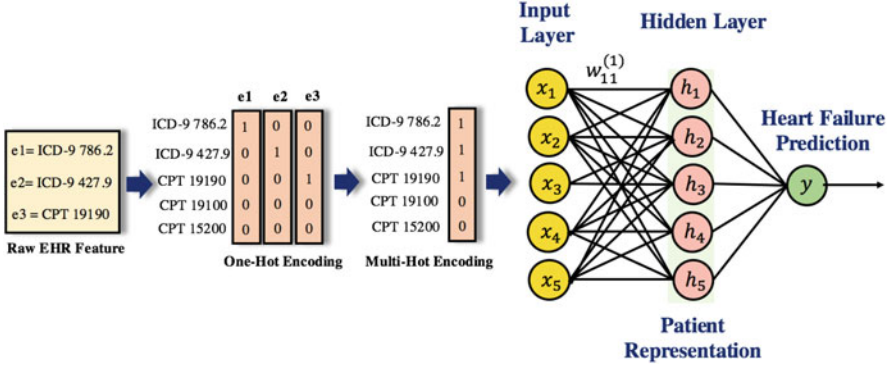 e1= ICD-9 786.2
e2= ICD-9 427.9
e3 = CPT 19190
Raw EHR Feature
e1 e2 e3
ICD-9 786.2 1 0 0
ICD-9 427.9 0 1 0
CPT 19190 0 0 1
CPT 19100 0 0 0
CPT 15200 0 0 0
One-Hot Encoding
ICD-9 786.2 1
ICD-9 427.9 1
CPT 19190 1
CPT 19100 0
CPT 15200 0
Multi-Hot Encoding
Input
Layer
x₁
x₂
x₃
x₄
x₅
w₁₁⁽¹⁾
Hidden Layer
h₁
h₂
h₃
h₄
h₅
Patient
Representation
Heart Failure
Prediction
y